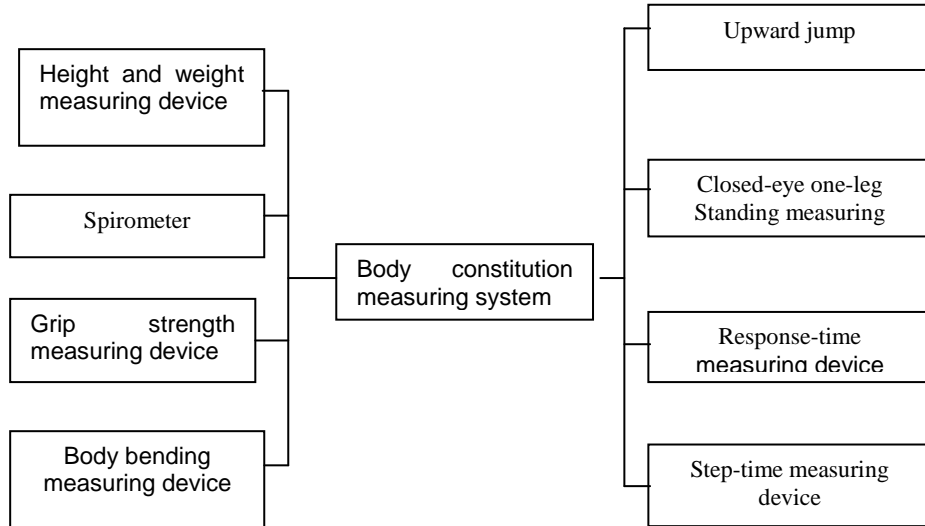 Height and weight
measuring device
Spirometer
Grip strength
measuring device
Body bending
measuring device
Body constitution
measuring system
Upward jump
Closed-eye one-leg
Standing measuring
Response-time
measuring device
Step-time measuring
device